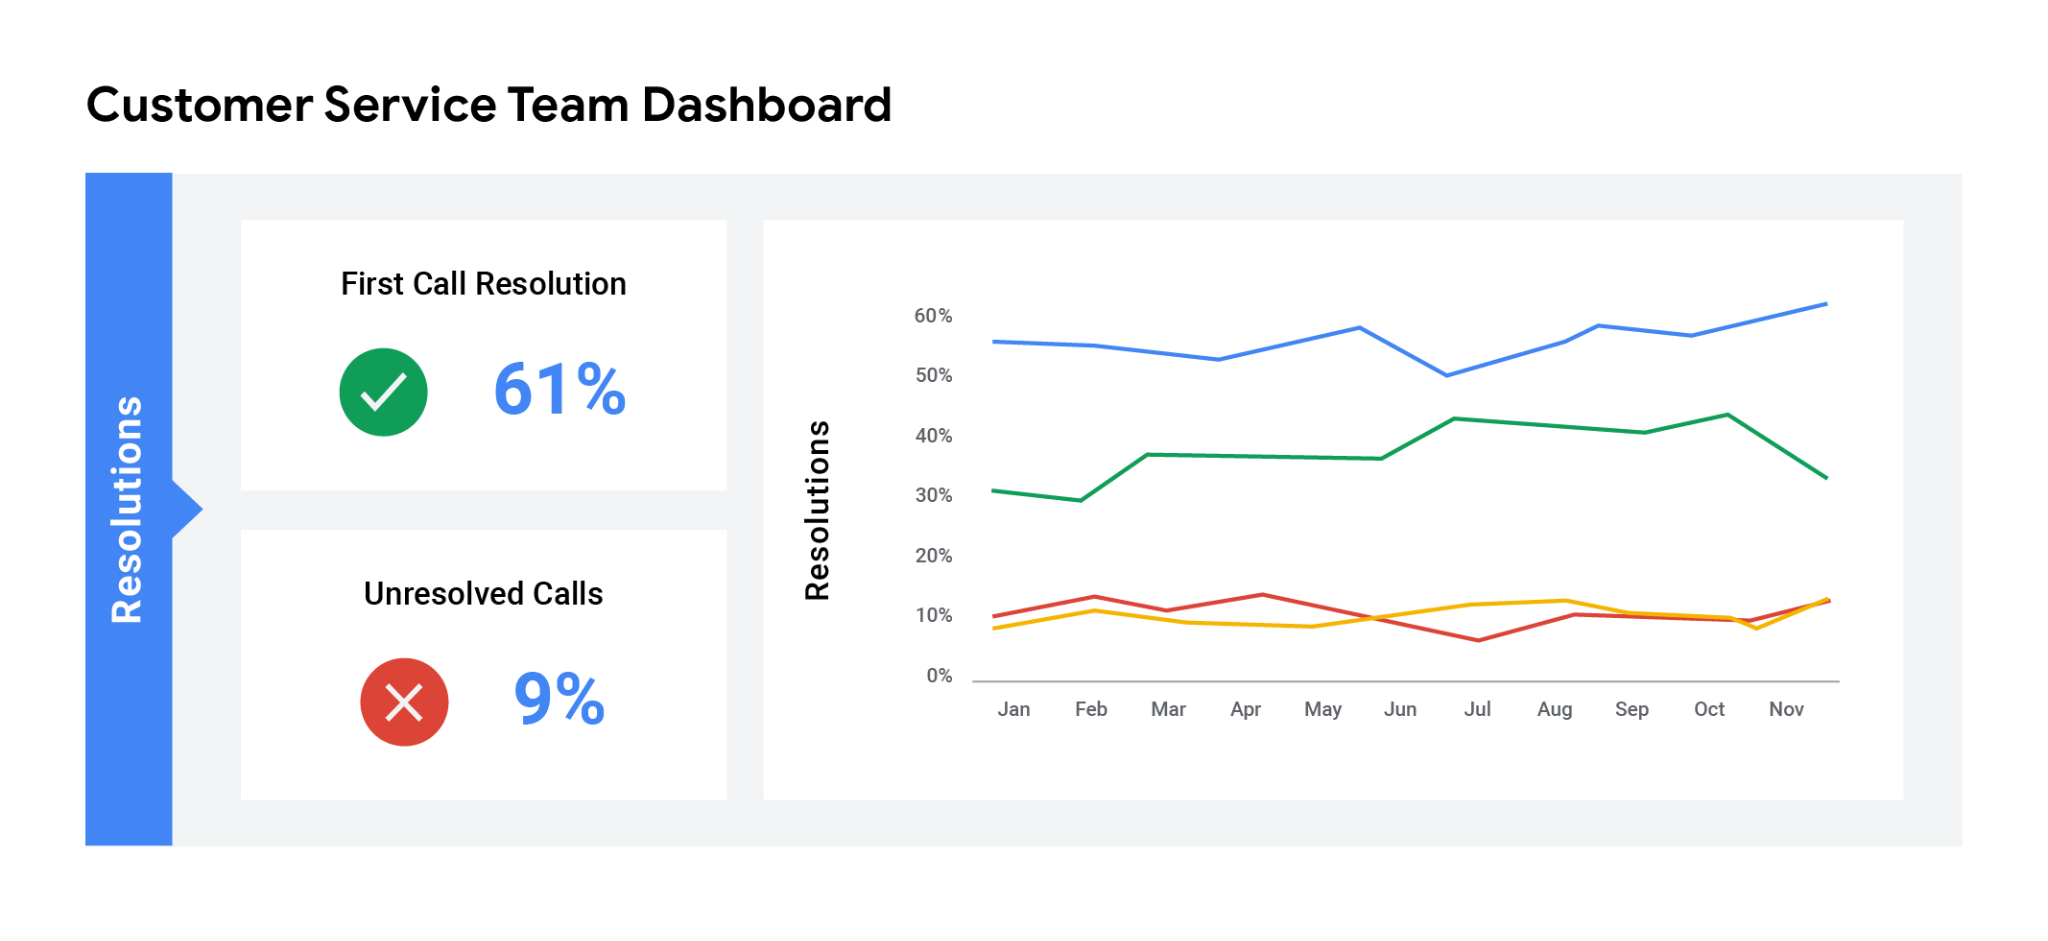 Customer Service Team Dashboard
Resolutions
First Call Resolution
61%
Unresolved Calls
9%
Resolutions
60%
50%
40%
30%
20%
10%
0%
Jan Feb Mar Apr May Jun Jul Aug Sep Oct Nov